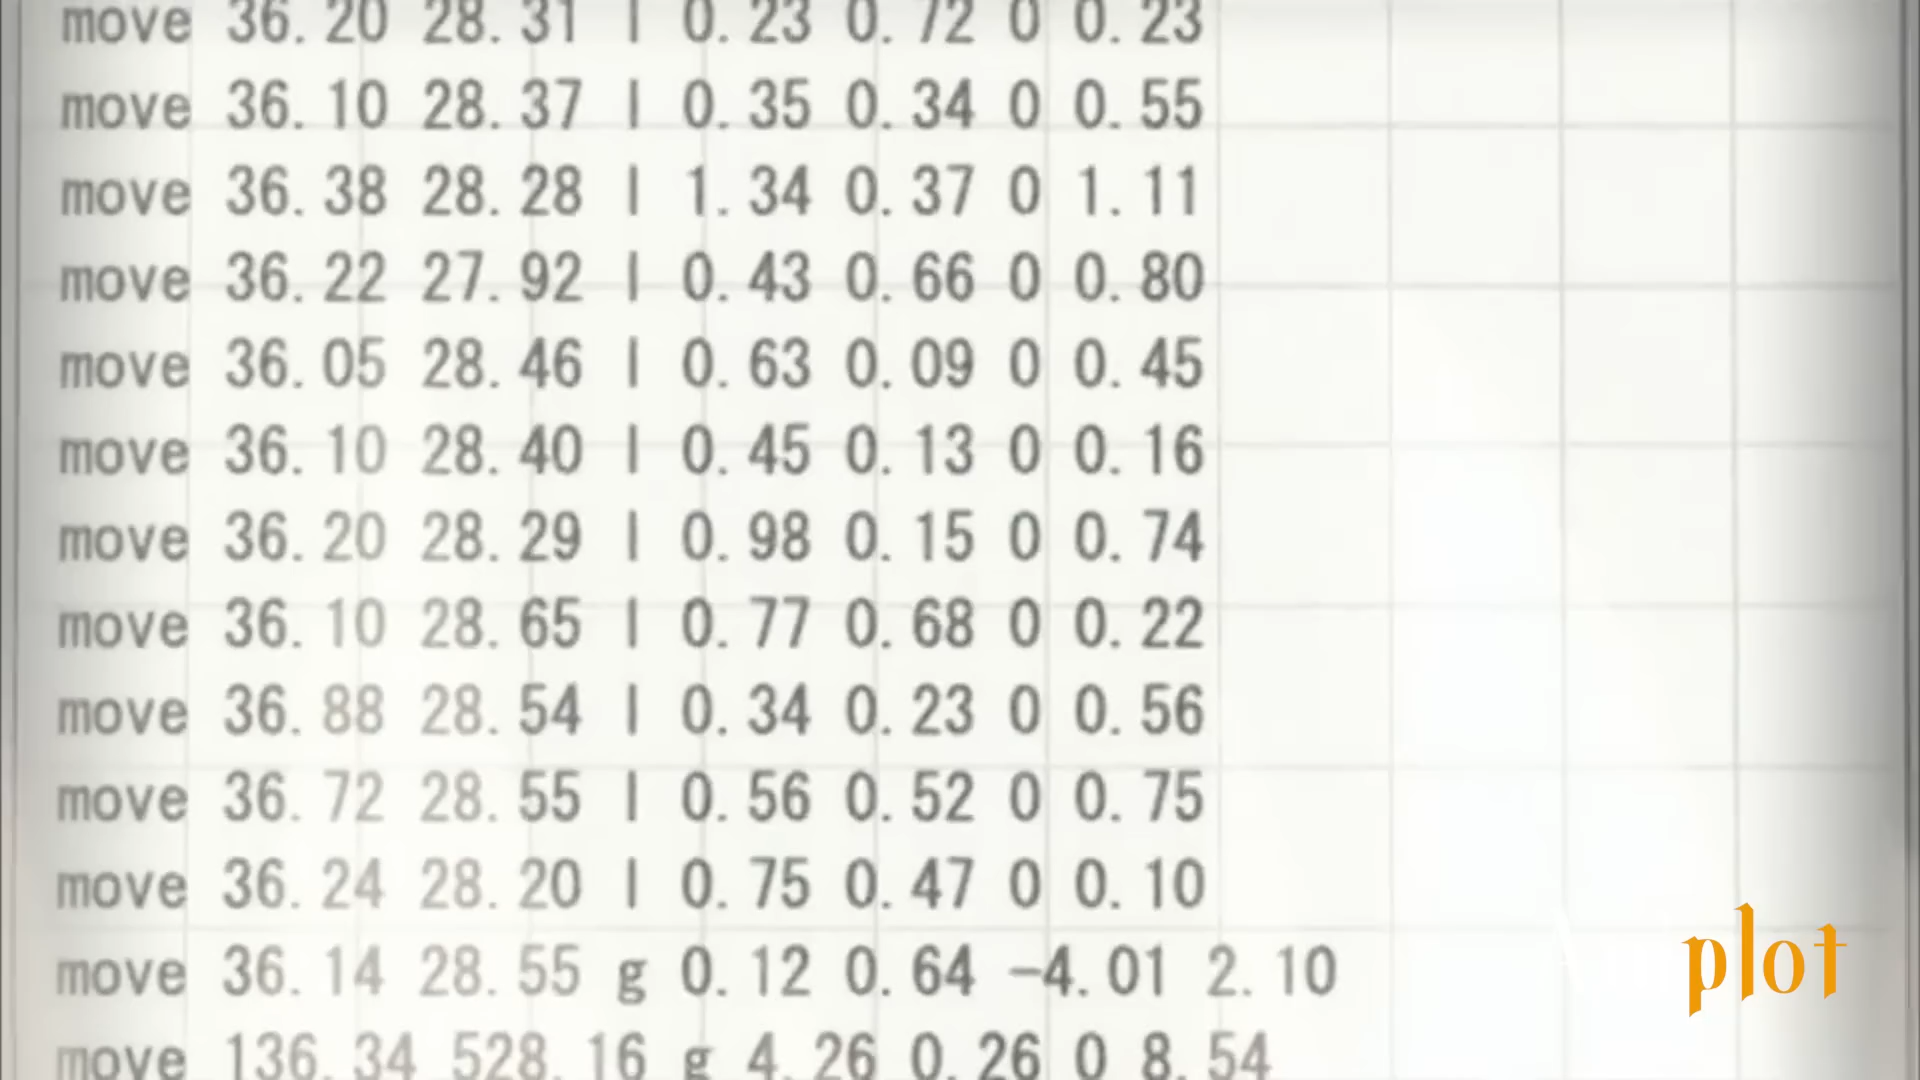 move 36.20 28.31 l 0.23 0.72 0 0.23
move 36.10 28.37 l 0.35 0.34 0 0.55
move 36.38 28.28 l 1.34 0.37 0 1.11
move 36.22 27.92 l 0.43 0.66 0 0.80
move 36.05 28.46 l 0.63 0.09 0 0.45
move 36.10 28.40 l 0.45 0.13 0 0.16
move 36.20 28.29 l 0.98 0.15 0 0.74
move 36.10 28.65 l 0.77 0.68 0 0.22
move 36.88 28.54 l 0.34 0.23 0 0.56
move 36.72 28.55 l 0.56 0.52 0 0.75
move 36.24 28.20 l 0.75 0.47 0 0.10
move 36.14 28.55 g 0.12 0.64 -4.01 2.10
move 136.34 528.16 g 4.26 0.26 0 8.54
plot